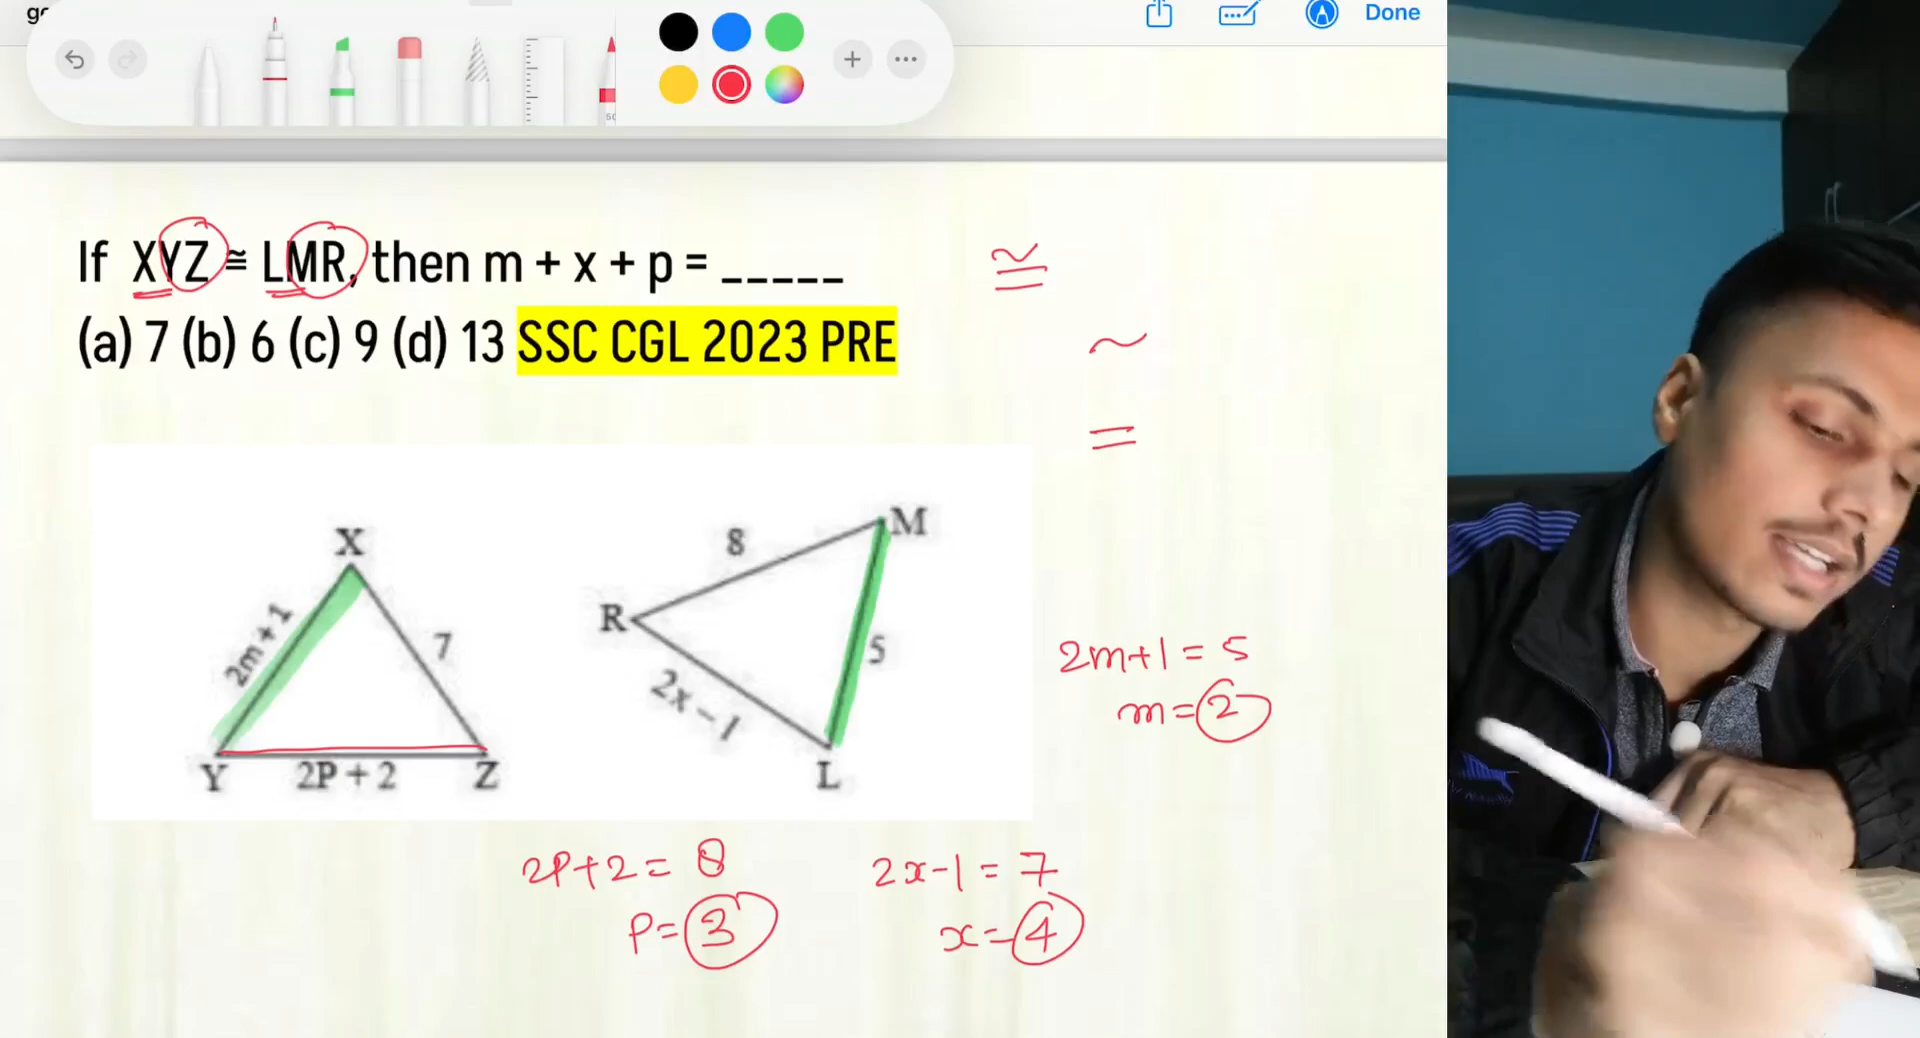 Done
If XYZ ≅ LMR, then m + x + p = _____
(a) 7 (b) 6 (c) 9 (d) 13 SSC CGL 2023 PRE
≅
~
=
X
2m+1
7
Y
2P+2
Z
8
M
R
5
2x-1
L
2m+1 = 5
m = 2
2P+2 = 8
P = 3
2x-1 = 7
x = 4